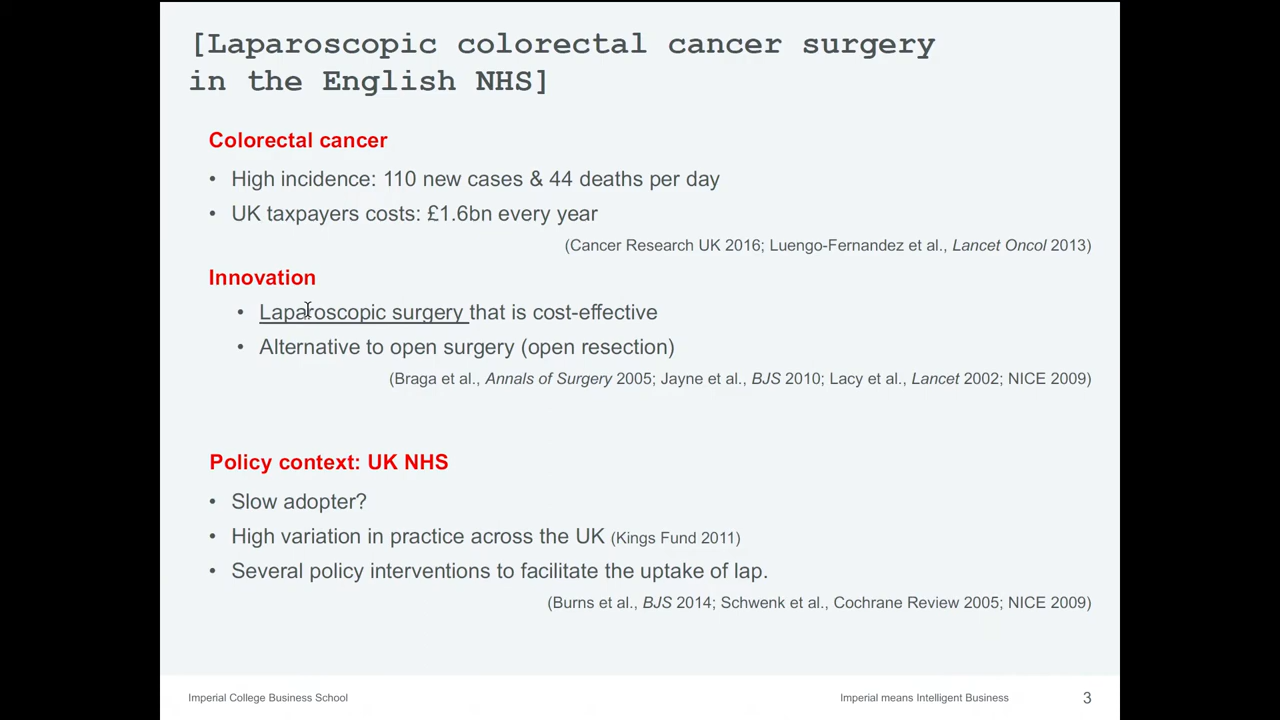 [Laparoscopic colorectal cancer surgery
in the English NHS]
Colorectal cancer
• High incidence: 110 new cases & 44 deaths per day
• UK taxpayers costs: £1.6bn every year
(Cancer Research UK 2016; Luengo-Fernandez et al., Lancet Oncol 2013)
Innovation
• Laparoscopic surgery that is cost-effective
• Alternative to open surgery (open resection)
(Braga et al., Annals of Surgery 2005; Jayne et al., BJS 2010; Lacy et al., Lancet 2002; NICE 2009)
Policy context: UK NHS
• Slow adopter?
• High variation in practice across the UK (Kings Fund 2011)
• Several policy interventions to facilitate the uptake of lap.
(Burns et al., BJS 2014; Schwenk et al., Cochrane Review 2005; NICE 2009)
Imperial College Business School Imperial means Intelligent Business 3